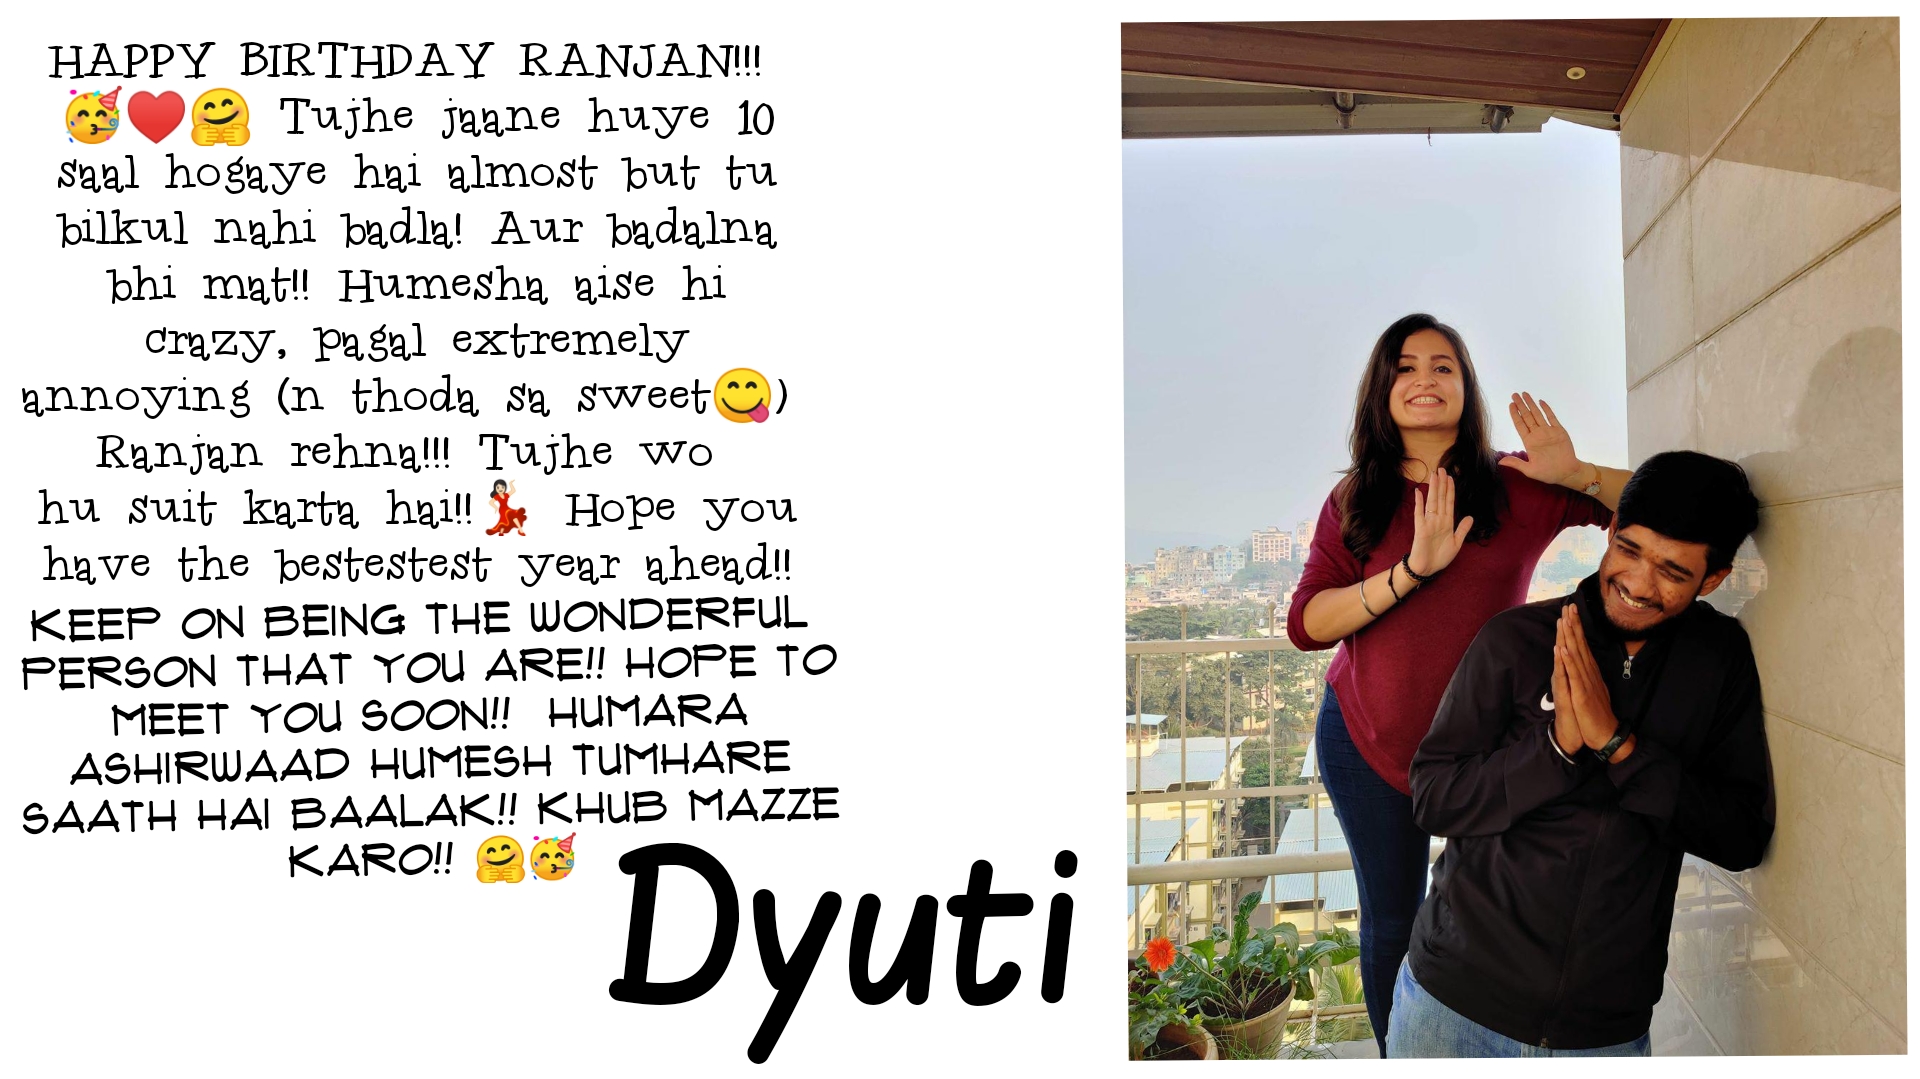 HAPPY BIRTHDAY RANJAN!!!
🥳♥️🤗 Tujhe jaane huye 10
saal hogaye hai almost but tu
bilkul nahi badla! Aur badalna
bhi mat!! Humesha aise hi
crazy, pagal extremely
annoying (n thoda sa sweet😋)
Ranjan rehna!!! Tujhe wo
hu suit karta hai!!💃🏻 Hope you
have the bestestest year ahead!!
KEEP ON BEING THE WONDERFUL
PERSON THAT YOU ARE!! HOPE TO
MEET YOU SOON!! HUMARA
ASHIRWAAD HUMESH TUMHARE
SAATH HAI BAALAK!! KHUB MAZZE
KARO!! 🤗🥳
Dyuti